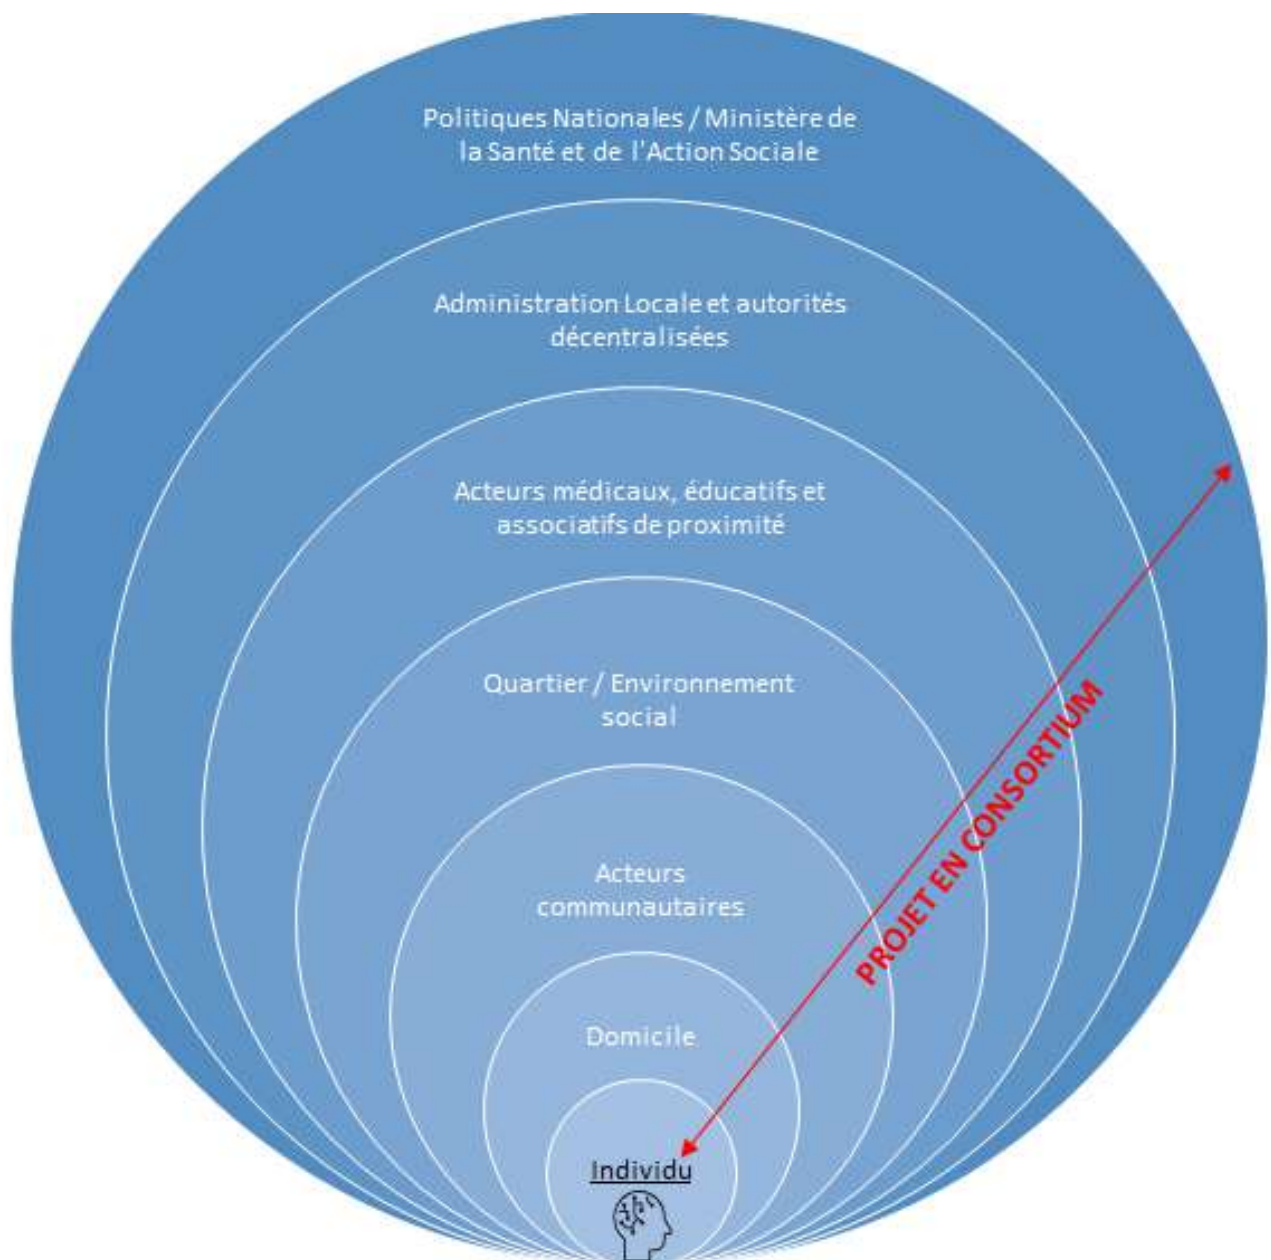 Politiques Nationales / Ministère de
la Santé et de l'Action Sociale
Administration Locale et autorités
décentralisées
Acteurs médicaux, éducatifs et
associatifs de proximité
Quartier / Environnement
social
PROJET EN CONSORTIUM
Acteurs
communautaires
Domicile
Individu